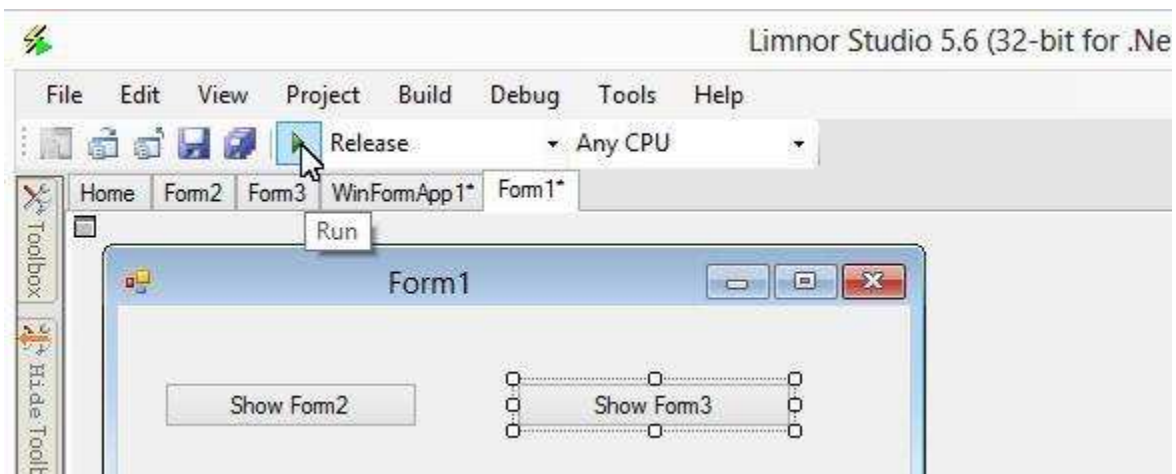 Limnor Studio 5.6 (32-bit for .Ne
File Edit View Project Build Debug Tools Help
Release Any CPU
Home Form2 Form3 WinFormApp1* Form1*
Run
Toolbox
Form1
Hide Toolb
Show Form2 Show Form3